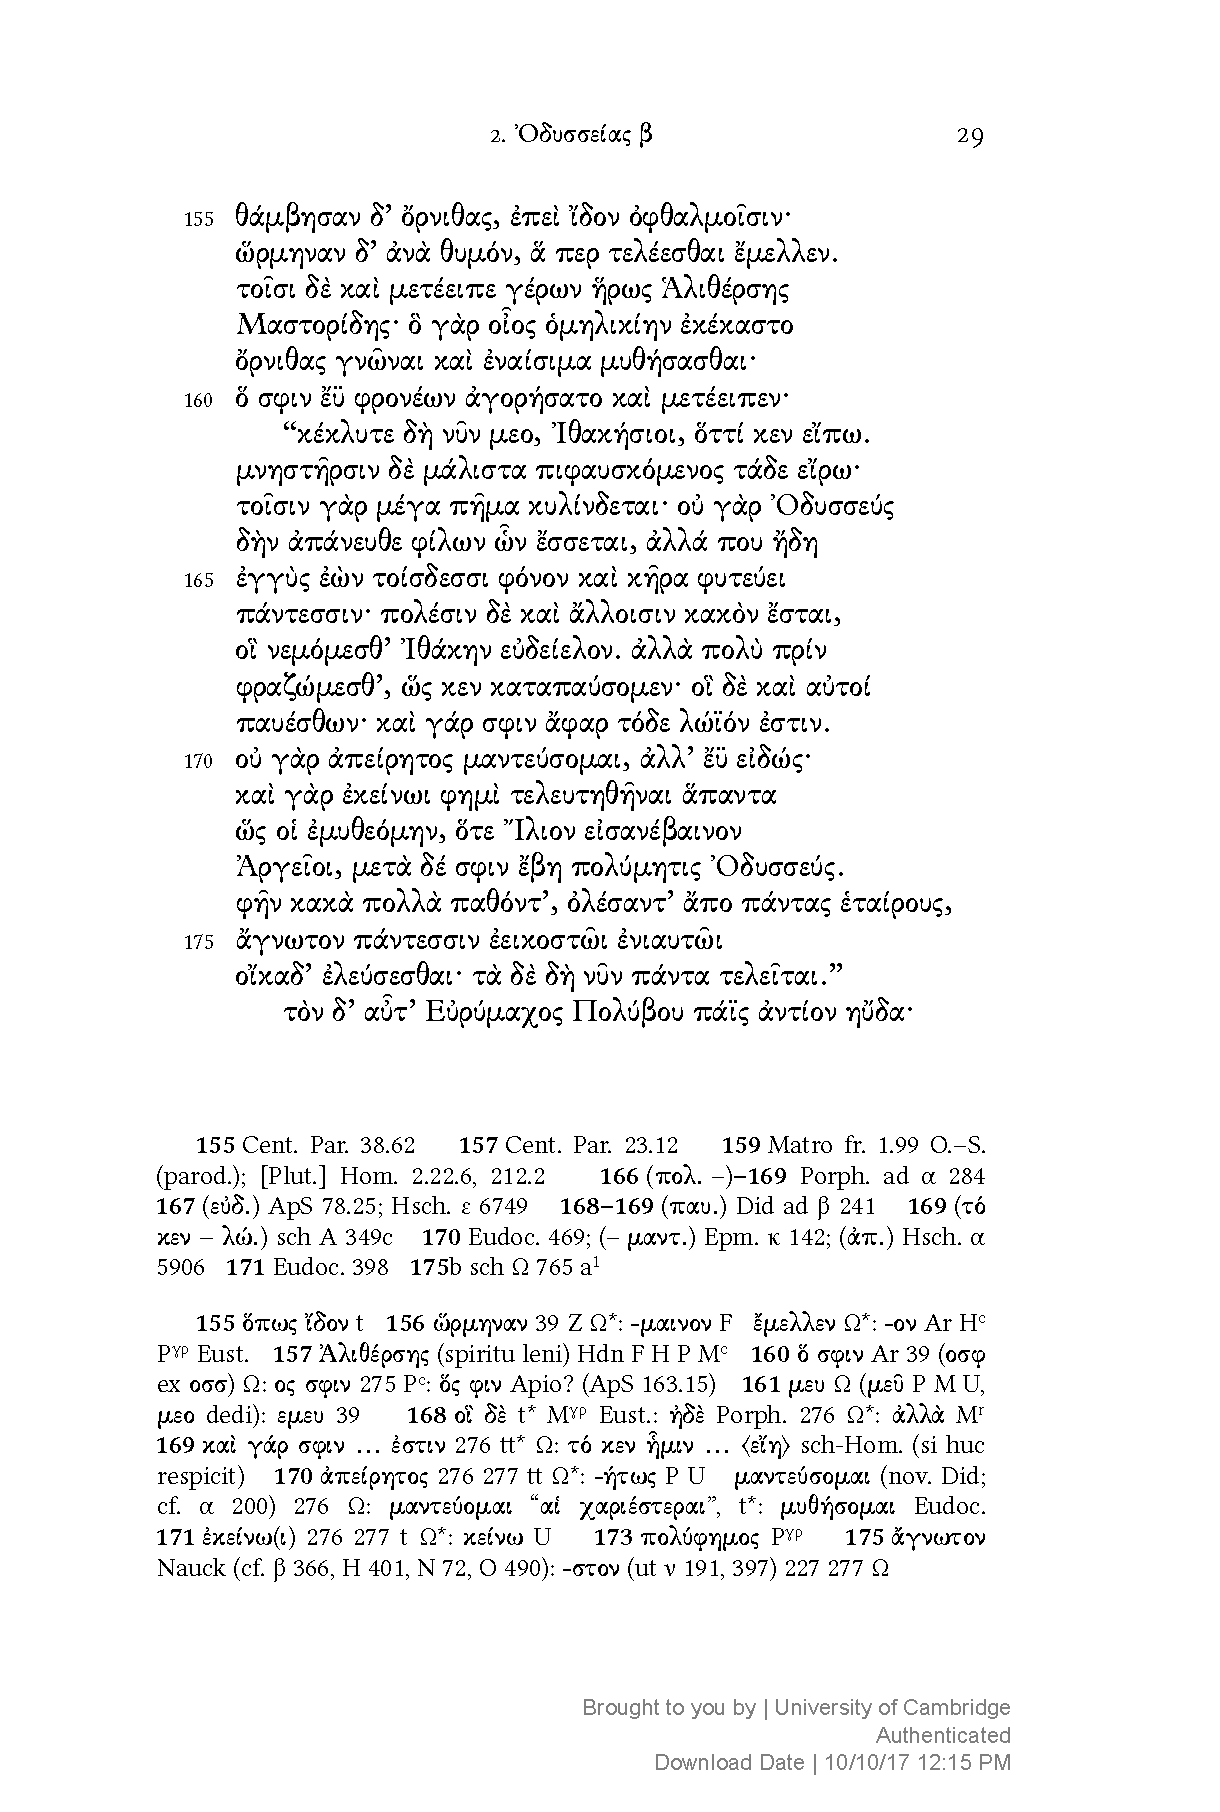 2. Ὀδυσσείας β 29
155 θάμβησαν δ’ ὄρνιθας, ἐπεὶ ἴδον ὀφθαλμοῖσιν·
ὥρμηναν δ’ ἀνὰ θυμόν, ἅ περ τελέεσθαι ἔμελλεν.
τοῖσι δὲ καὶ μετέειπε γέρων ἥρως Ἁλιθέρσης
Μαστορίδης· ὃ γὰρ οἶος ὁμηλικίην ἐκέκαστο
ὄρνιθας γνῶναι καὶ ἐναίσιμα μυθήσασθαι·
160 ὅ σφιν ἔϋ φρονέων ἀγορήσατο καὶ μετέειπεν·
“κέκλυτε δὴ νῦν μεο, Ἰθακήσιοι, ὅττί κεν εἴπω.
μνηστῆρσιν δὲ μάλιστα πιφαυσκόμενος τάδε εἴρω·
τοῖσιν γὰρ μέγα πῆμα κυλίνδεται· οὐ γὰρ Ὀδυσσεύς
δὴν ἀπάνευθε φίλων ὧν ἔσσεται, ἀλλά που ἤδη
165 ἐγγὺς ἐὼν τοίσδεσσι φόνον καὶ κῆρα φυτεύει
πάντεσσιν· πολέσιν δὲ καὶ ἄλλοισιν κακὸν ἔσται,
οἳ νεμόμεσθ’ Ἰθάκην εὐδείελον. ἀλλὰ πολὺ πρίν
φραζώμεσθ’, ὥς κεν καταπαύσομεν· οἳ δὲ καὶ αὐτοί
παυέσθων· καὶ γάρ σφιν ἄφαρ τόδε λώϊόν ἐστιν.
170 οὐ γὰρ ἀπείρητος μαντεύσομαι, ἀλλ’ ἔϋ εἰδώς·
καὶ γὰρ ἐκείνωι φημὶ τελευτηθῆναι ἅπαντα
ὥς οἱ ἐμυθεόμην, ὅτε Ἴλιον εἰσανέβαινον
Ἀργεῖοι, μετὰ δέ σφιν ἔβη πολύμητις Ὀδυσσεύς.
φῆν κακὰ πολλὰ παθόντ’, ὀλέσαντ’ ἄπο πάντας ἑταίρους,
175 ἄγνωτον πάντεσσιν ἐεικοστῶι ἐνιαυτῶι
οἴκαδ’ ἐλεύσεσθαι· τὰ δὲ δὴ νῦν πάντα τελεῖται.”
τὸν δ’ αὖτ’ Εὐρύμαχος Πολύβου πάϊς ἀντίον ηὔδα·
155 Cent. Par. 38.62 157 Cent. Par. 23.12 159 Matro fr. 1.99 O.–S.
(parod.); [Plut.] Hom. 2.22.6, 212.2 166 (πολ. –)–169 Porph. ad α 284
167 (εὐδ.) ApS 78.25; Hsch. ε 6749 168–169 (παυ.) Did ad β 241 169 (τό
κεν – λώ.) sch A 349c 170 Eudoc. 469; (– μαντ.) Epm. κ 142; (ἀπ.) Hsch. α
5906 171 Eudoc. 398 175b sch Ω 765 a¹
155 ὅπως ἴδον t 156 ὥρμηναν 39 Z Ω*: -μαινον F ἔμελλεν Ω*: -ον Ar Hᶜ
Pᵞᵖ Eust. 157 Ἀλιθέρσης (spiritu leni) Hdn F H P Mᶜ 160 ὅ σφιν Ar 39 (οσφ
ex οσσ) Ω: ος σφιν 275 Pᶜ: ὅς φιν Apio? (ApS 163.15) 161 μευ Ω (μεῦ P M U,
μεο dedi): εμευ 39 168 οἳ δὲ t* Mᵞᵖ Eust.: ἠδὲ Porph. 276 Ω*: ἀλλὰ Mʳ
169 καὶ γάρ σφιν … ἐστιν 276 tt* Ω: τό κεν ἧμιν … ⟨εἴη⟩ sch-Hom. (si huc
respicit) 170 ἀπείρητος 276 277 tt Ω*: -ήτως P U μαντεύσομαι (nov. Did;
cf. α 200) 276 Ω: μαντεύομαι “αἱ χαριέστεραι”, t*: μυθήσομαι Eudoc.
171 ἐκείνω(ι) 276 277 t Ω*: κείνω U 173 πολύφημος Pᵞᵖ 175 ἄγνωτον
Nauck (cf. β 366, Η 401, Ν 72, Ο 490): -στον (ut ν 191, 397) 227 277 Ω
Brought to you by | University of Cambridge
Authenticated
Download Date | 10/10/17 12:15 PM